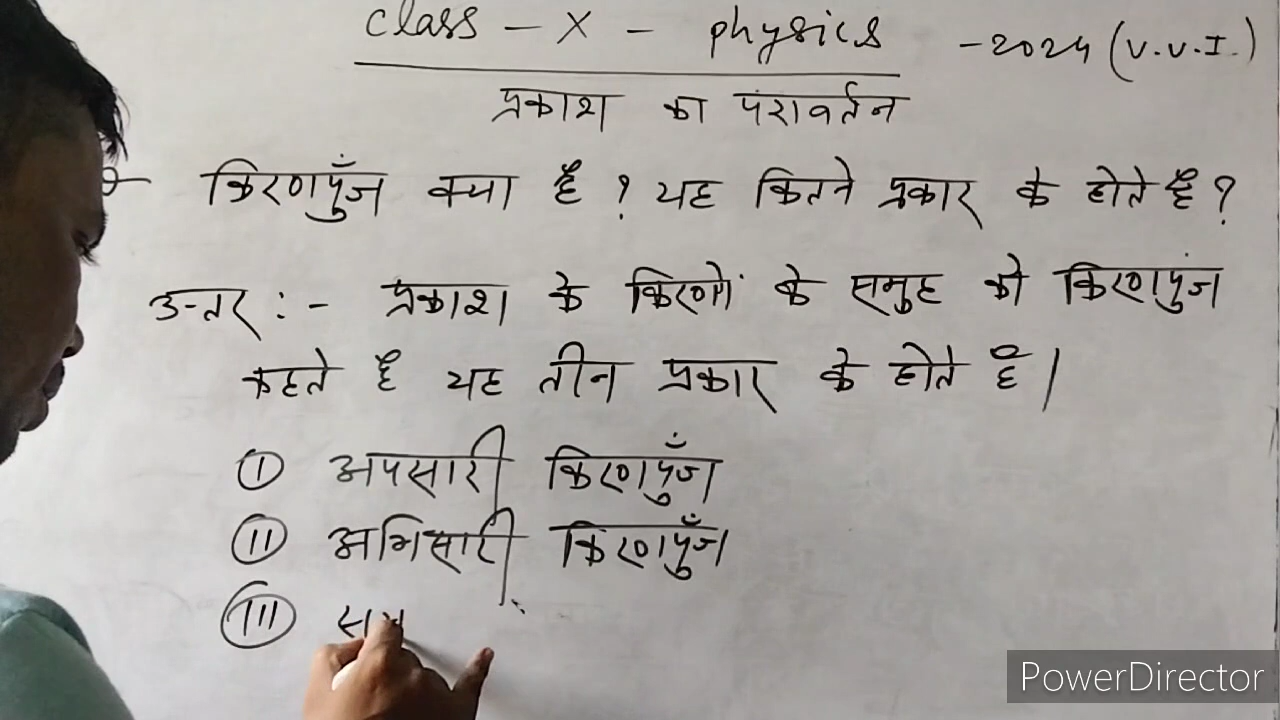 class - X - physics - 2024 (V.V.I.)
प्रकाश का परावर्तन
किरणपुँज क्या है ? यह कितने प्रकार के होते है ?
उत्तर :- प्रकाश के किरणों के समुह को किरणपुंज
कहते है यह तीन प्रकार के होते है।
(I) अपसारी किरणपुँज
(II) अभिसारी किरणपुँज
(III) सम
PowerDirector